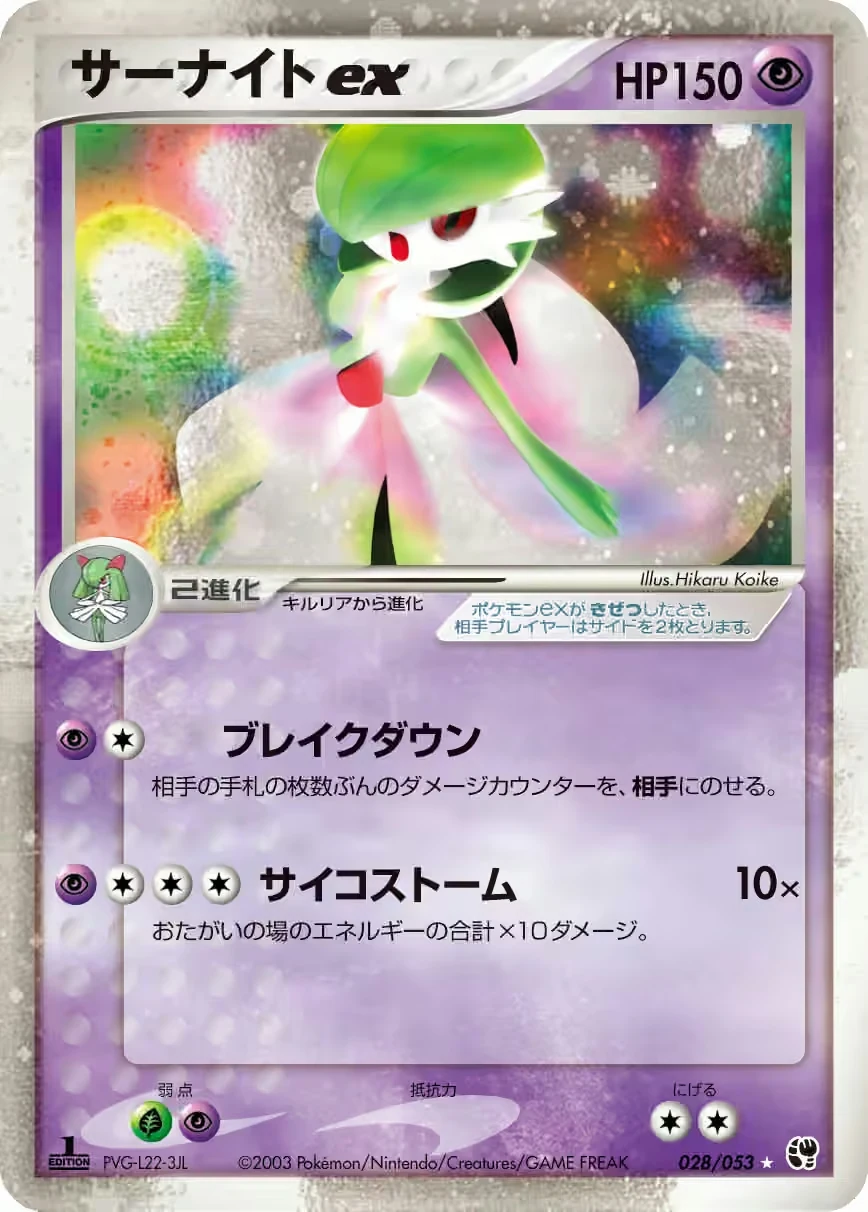 サーナイトex HP150
Illus.Hikaru Koike
2進化
キルリアから進化
ポケモンexが きぜつしたとき、
相手プレイヤーはサイドを2枚とります。
ブレイクダウン
相手の手札の枚数ぶんのダメージカウンターを、相手にのせる。
サイコストーム 10×
おたがいの場のエネルギーの合計×10ダメージ。
弱点 抵抗力 にげる
1 EDITION PVG-L22-3JL ©2003 Pokémon/Nintendo/Creatures/GAME FREAK 028/053 ★